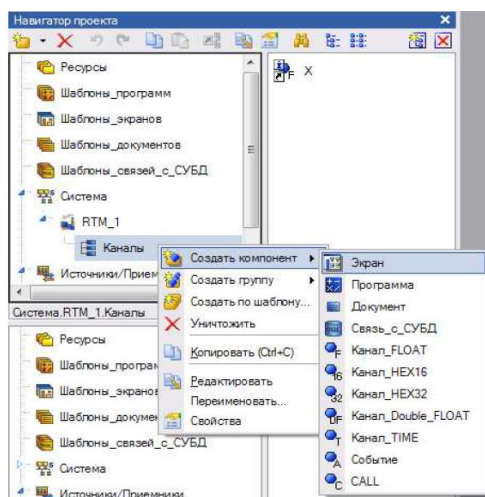 Навигатор проекта
Ресурсы
Шаблоны_программ
Шаблоны_экранов
Шаблоны_документов
Шаблоны_связей_с_СУБД
Система
RTM_1
Каналы
Источники/Прием
F X
Создать компонент
Создать группу
Создать по шаблону...
Уничтожить
Копировать (Ctrl+C)
Редактировать
Переименовать...
Свойства
Экран
Программа
Документ
Связь_с_СУБД
Канал_FLOAT
Канал_HEX16
Канал_HEX32
Канал_Double_FLOAT
Канал_TIME
Событие
CALL
Система.RTM_1.Каналы
Ресурсы
Шаблоны_програм
Шаблоны_экранов
Шаблоны_докумен
Шаблоны_связей_с_СУБД
Система
Источники/Приемники